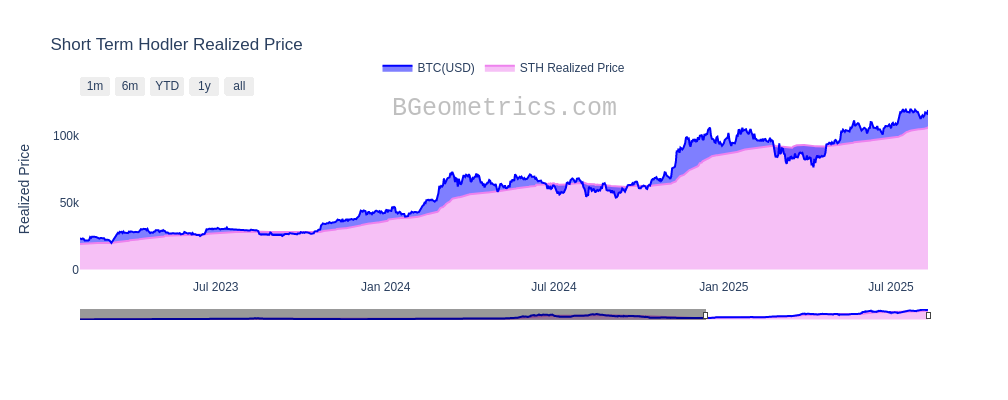 Short Term Hodler Realized Price
BTC(USD) STH Realized Price
1m 6m YTD 1y all
BGeometrics.com
Realized Price
100k
50k
0
Jul 2023 Jan 2024 Jul 2024 Jan 2025 Jul 2025